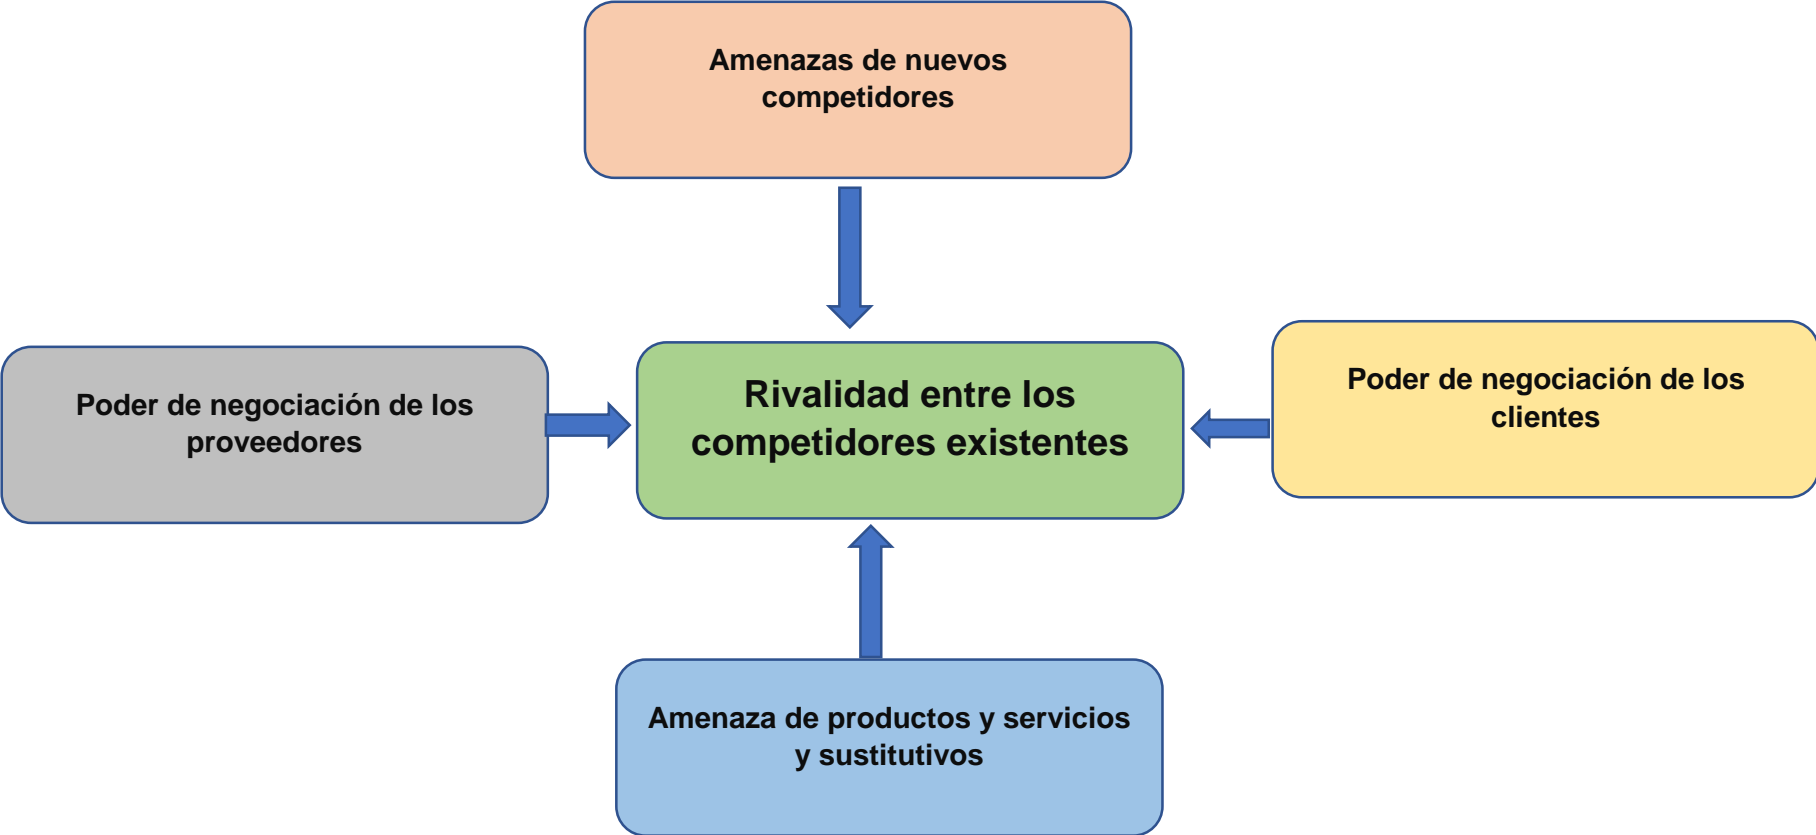 Amenazas de nuevos
competidores
Poder de negociación de los
proveedores
Rivalidad entre los
competidores existentes
Poder de negociación de los
clientes
Amenaza de productos y servicios
y sustitutivos